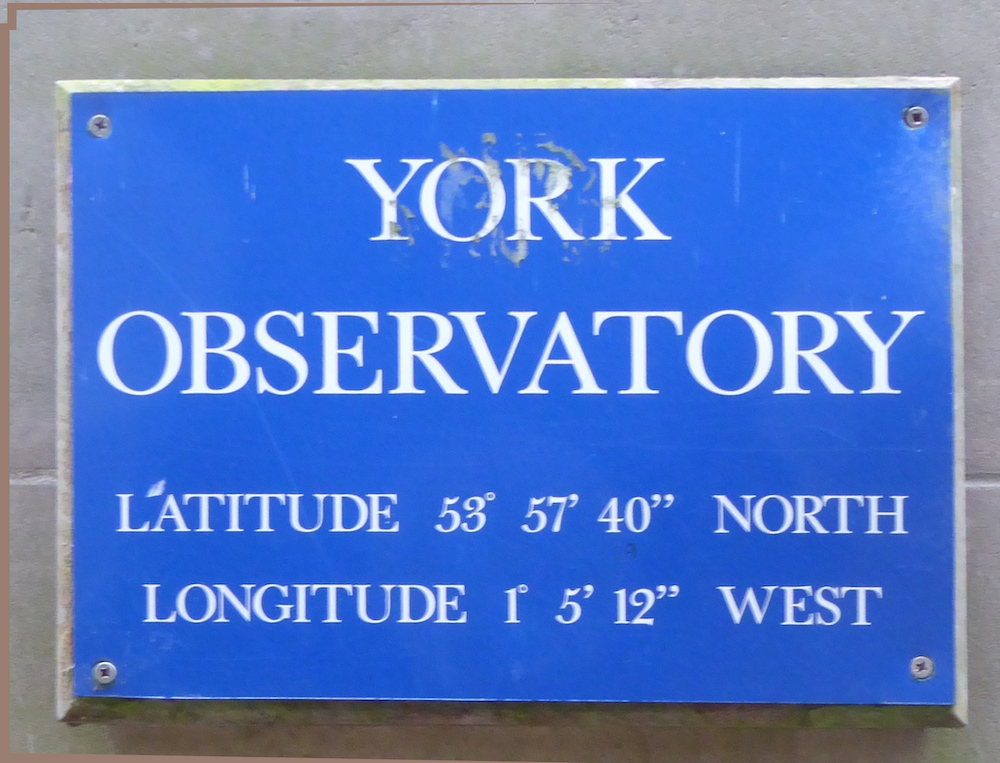 YORK
OBSERVATORY
LATITUDE 53° 57’ 40” NORTH
LONGITUDE 1° 5’ 12” WEST